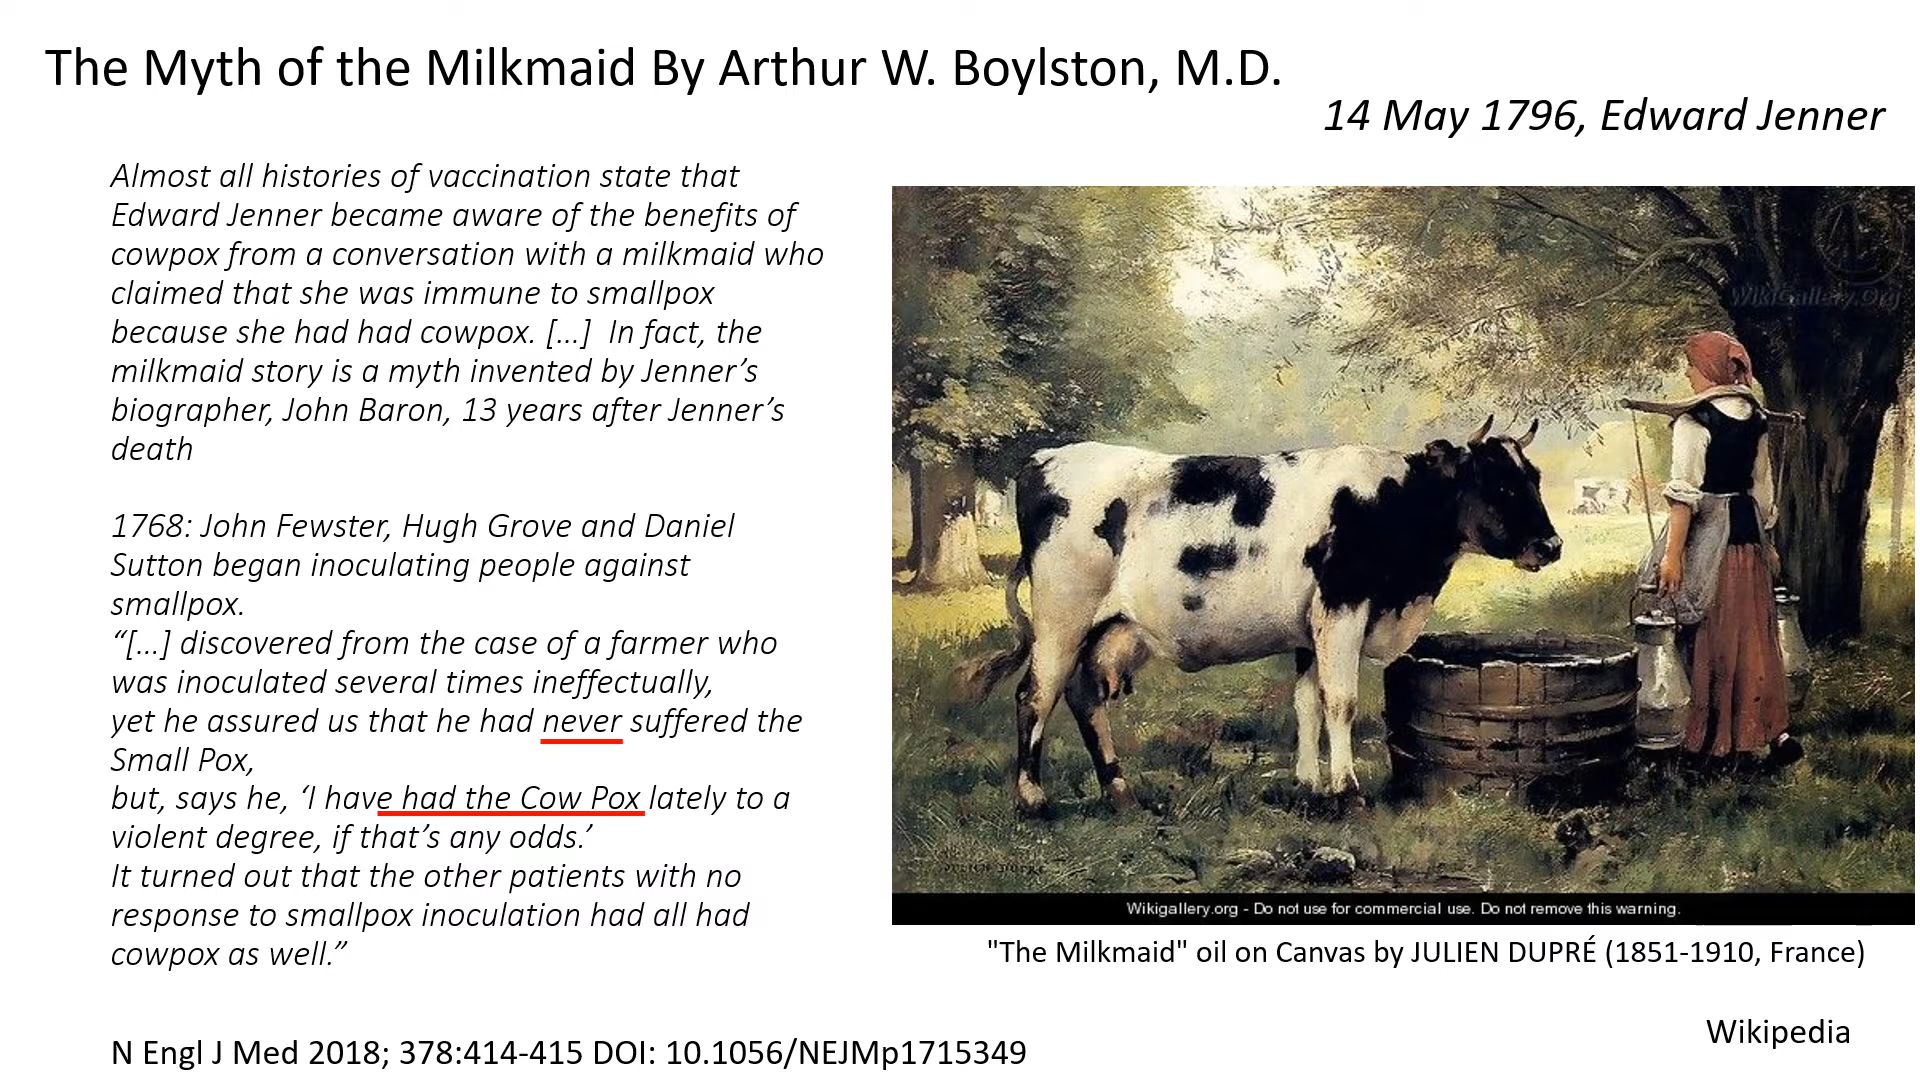 The Myth of the Milkmaid By Arthur W. Boylston, M.D.
14 May 1796, Edward Jenner
Almost all histories of vaccination state that
Edward Jenner became aware of the benefits of
cowpox from a conversation with a milkmaid who
claimed that she was immune to smallpox
because she had had cowpox. [...]  In fact, the
milkmaid story is a myth invented by Jenner’s
biographer, John Baron, 13 years after Jenner’s
death
1768: John Fewster, Hugh Grove and Daniel
Sutton began inoculating people against
smallpox.
“[...] discovered from the case of a farmer who
was inoculated several times ineffectually,
yet he assured us that he had never suffered the
Small Pox,
but, says he, ‘I have had the Cow Pox lately to a
violent degree, if that’s any odds.’
It turned out that the other patients with no
response to smallpox inoculation had all had
cowpox as well.”
N Engl J Med 2018; 378:414-415 DOI: 10.1056/NEJMp1715349
WikiGallery.Org
JULIEN DUPRE
Wikigallery.org - Do not use for commercial use. Do not remove this warning.
"The Milkmaid" oil on Canvas by JULIEN DUPRÉ (1851-1910, France)
Wikipedia